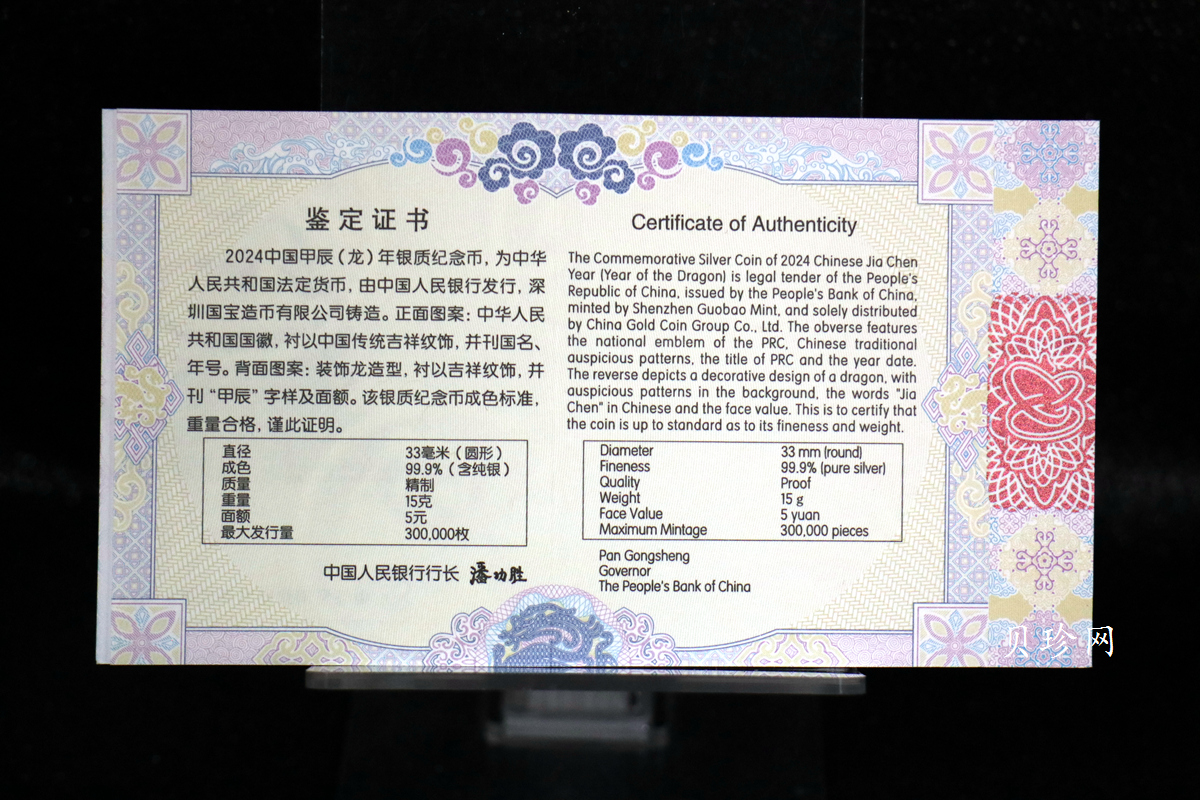 鉴定证书
2024中国甲辰（龙）年银质纪念币，为中华
人民共和国法定货币，由中国人民银行发行，深
圳国宝造币有限公司铸造。正面图案：中华人民
共和国国徽，衬以中国传统吉祥纹饰，并刊国名、
年号。背面图案：装饰龙造型，衬以吉祥纹饰，并
刊“甲辰”字样及面额。该银质纪念币成色标准，
重量合格，谨此证明。
直径 33毫米（圆形）
成色 99.9%（含纯银）
质量 精制
重量 15克
面额 5元
最大发行量 300,000枚
中国人民银行行长 潘功胜
Certificate of Authenticity
The Commemorative Silver Coin of 2024 Chinese Jia Chen
Year (Year of the Dragon) is legal tender of the People's
Republic of China, issued by the People's Bank of China,
minted by Shenzhen Guobao Mint, and solely distributed
by China Gold Coin Group Co., Ltd. The obverse features
the national emblem of the PRC, Chinese traditional
auspicious patterns, the title of PRC and the year date.
The reverse depicts a decorative design of a dragon, with
auspicious patterns in the background, the words "Jia
Chen" in Chinese and the face value. This is to certify that
the coin is up to standard as to its fineness and weight.
Diameter 33 mm (round)
Fineness 99.9% (pure silver)
Quality Proof
Weight 15 g
Face Value 5 yuan
Maximum Mintage 300,000 pieces
Pan Gongsheng
Governor
The People's Bank of China
贝珍网